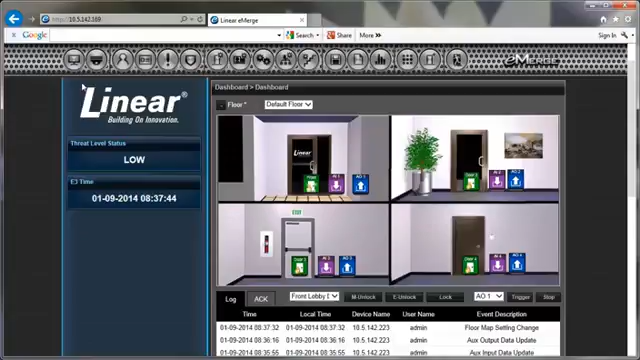 http://10.5.142.189
Linear eMerge
Google
Search
Share
More »
Sign In
eMERGE
Linear®
Building On Innovation.
Threat Level Status
LOW
E3 Time
01-09-2014 08:37:44
Dashboard > Dashboard
Floor *
Default Floor
Linear
EXIT
Log
ACK
Front Lobby D
M-Unlock
E-Unlock
Lock
AO 1
Trigger
Stop
Time
Local Time
Device Name
User Name
Event Description
01-09-2014 08:37:32
01-09-2014 08:37:32
10.5.142.223
admin
Floor Map Setting Change
01-09-2014 08:36:16
01-09-2014 08:36:16
10.5.142.223
admin
Aux Output Data Update
01-09-2014 08:35:55
01-09-2014 08:35:55
10.5.142.223
admin
Aux Input Data Update